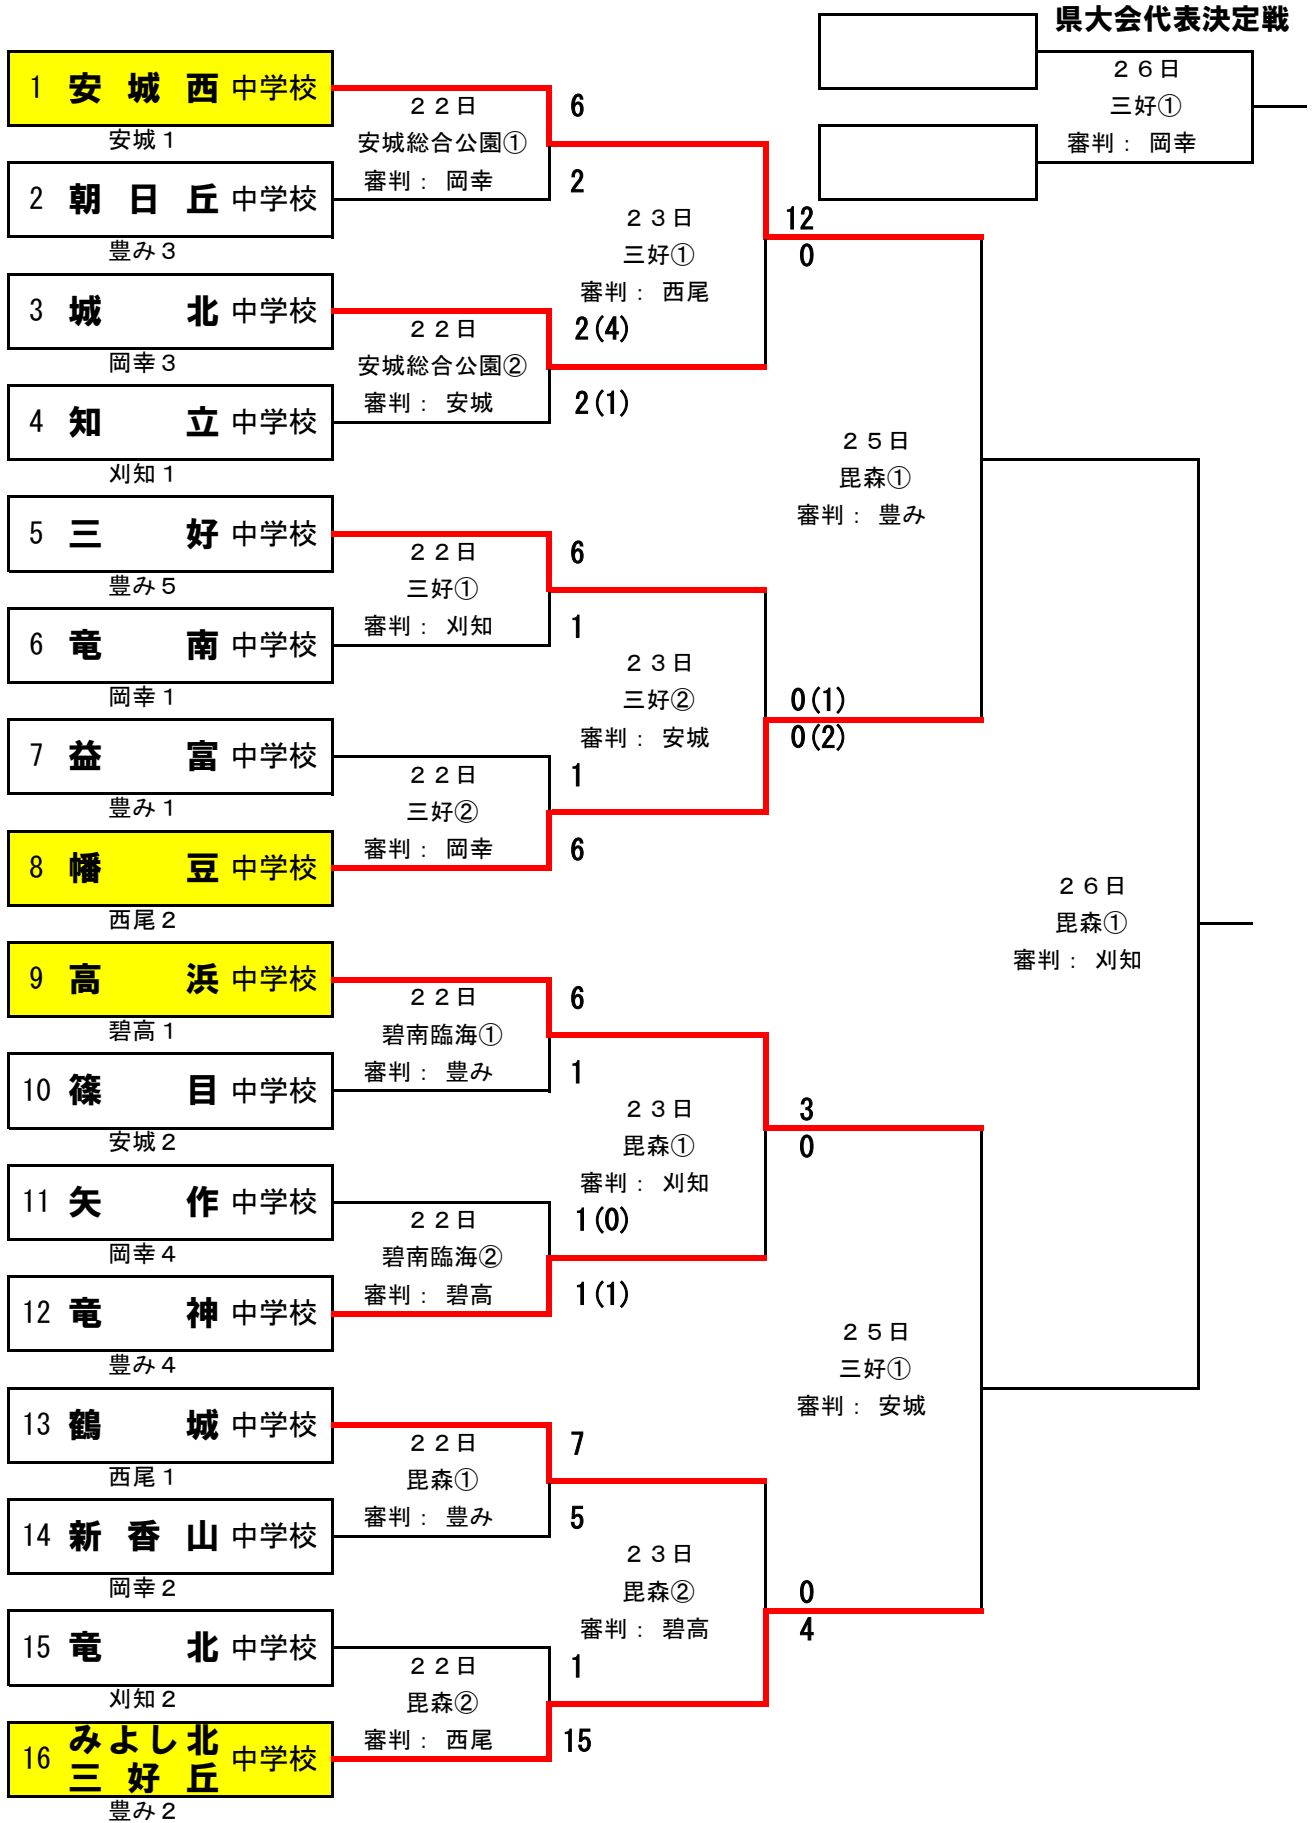 県大会代表決定戦
２６日
三好①
審判： 岡幸
1 安城西 中学校
安城１
2 朝日丘 中学校
豊み３
２２日
安城総合公園①
審判： 岡幸
6
2
3 城北 中学校
岡幸３
4 知立 中学校
刈知１
２２日
安城総合公園②
審判： 安城
2(4)
2(1)
２３日
三好①
審判： 西尾
12
0
5 三好 中学校
豊み５
6 竜南 中学校
岡幸１
２２日
三好①
審判： 刈知
6
1
7 益富 中学校
豊み１
8 幡豆 中学校
西尾２
２２日
三好②
審判： 岡幸
1
6
２３日
三好②
審判： 安城
0(1)
0(2)
２５日
毘森①
審判： 豊み
9 高浜 中学校
碧高１
10 篠目 中学校
安城２
２２日
碧南臨海①
審判： 豊み
6
1
11 矢作 中学校
岡幸４
12 竜神 中学校
豊み４
２２日
碧南臨海②
審判： 碧高
1(0)
1(1)
２３日
毘森①
審判： 刈知
3
0
13 鶴城 中学校
西尾１
14 新香山 中学校
岡幸２
２２日
毘森①
審判： 豊み
7
5
15 竜北 中学校
刈知２
16 みよし北 三好丘 中学校
豊み２
２２日
毘森②
審判： 西尾
1
15
２３日
毘森②
審判： 碧高
0
4
２５日
三好①
審判： 安城
２６日
毘森①
審判： 刈知